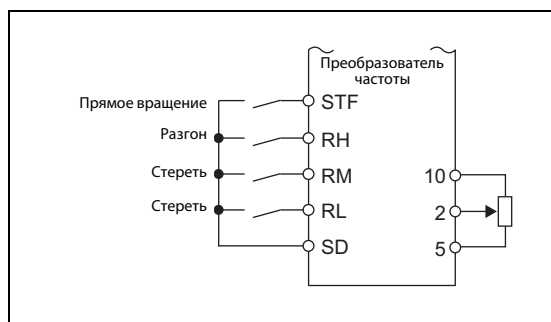 Преобразователь
частоты
Прямое вращение
STF
Разгон
RH
Стереть
RM
10
Стереть
RL
2
SD
5